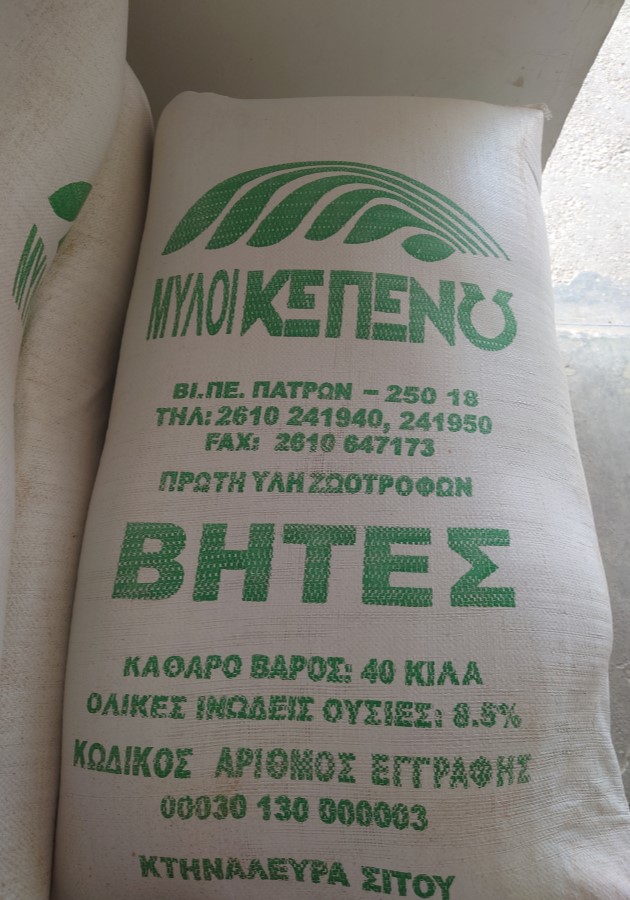 ΜΥΛΟΙ ΚΕΠΕΝΟΥ
ΒΙ.ΠΕ. ΠΑΤΡΩΝ – 250 18
ΤΗΛ: 2610 241940, 241950
FAX: 2610 647173
ΠΡΩΤΗ ΥΛΗ ΖΩΟΤΡΟΦΩΝ
ΒΗΤΕΣ
ΚΑΘΑΡΟ ΒΑΡΟΣ: 40 ΚΙΛΑ
ΟΛΙΚΕΣ ΙΝΩΔΕΙΣ ΟΥΣΙΕΣ: 8.5%
ΚΩΔΙΚΟΣ ΑΡΙΘΜΟΣ ΕΓΓΡΑΦΗΣ
00030 130 000003
ΚΤΗΝΑΛΕΥΡΑ ΣΙΤΟΥ